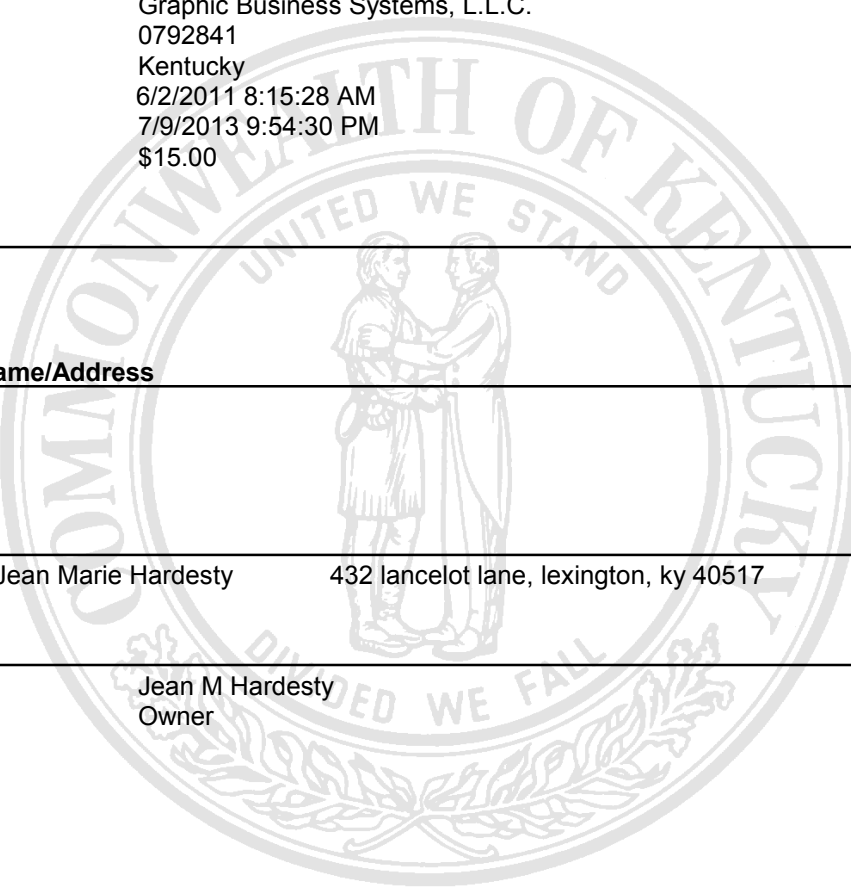 Graphic Business Systems, L.L.C.
0792841
Kentucky
6/2/2011 8:15:28 AM
7/9/2013 9:54:30 PM
$15.00
COMMONWEALTH OF KENTUCKY
UNITED WE STAND
ame/Address
Jean Marie Hardesty 432 lancelot lane, lexington, ky 40517
DIVIDED WE FALL
Jean M Hardesty
Owner